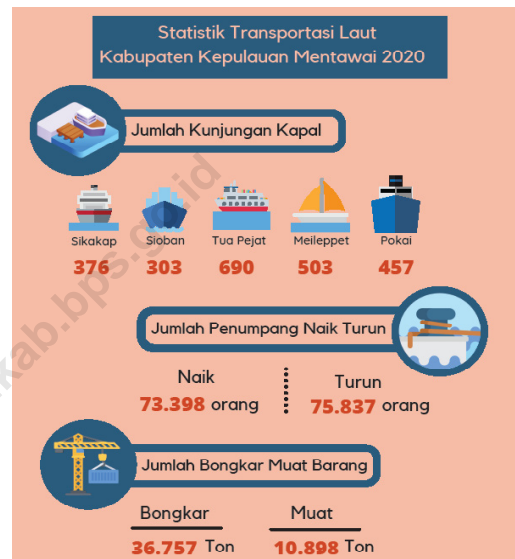 Statistik Transportasi Laut
Kabupaten Kepulauan Mentawai 2020
Jumlah Kunjungan Kapal
Sikakap Sioban Tua Pejat Meileppet Pokai
376 303 690 503 457
Jumlah Penumpang Naik Turun
Naik Turun
73.398 orang 75.837 orang
Jumlah Bongkar Muat Barang
Bongkar Muat
36.757 Ton 10.898 Ton